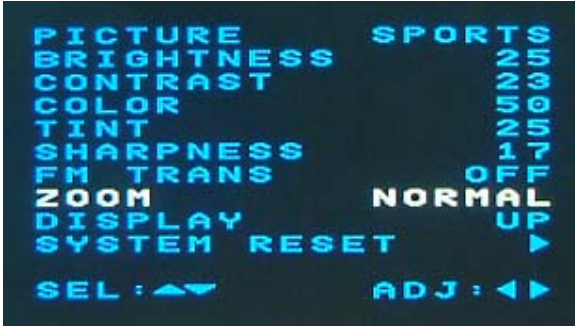 PICTURE SPORTS
BRIGHTNESS 25
CONTRAST 23
COLOR 50
TINT 25
SHARPNESS 17
FM TRANS OFF
ZOOM NORMAL
DISPLAY UP
SYSTEM RESET ▶
SEL:▲▼ ADJ:◀▶